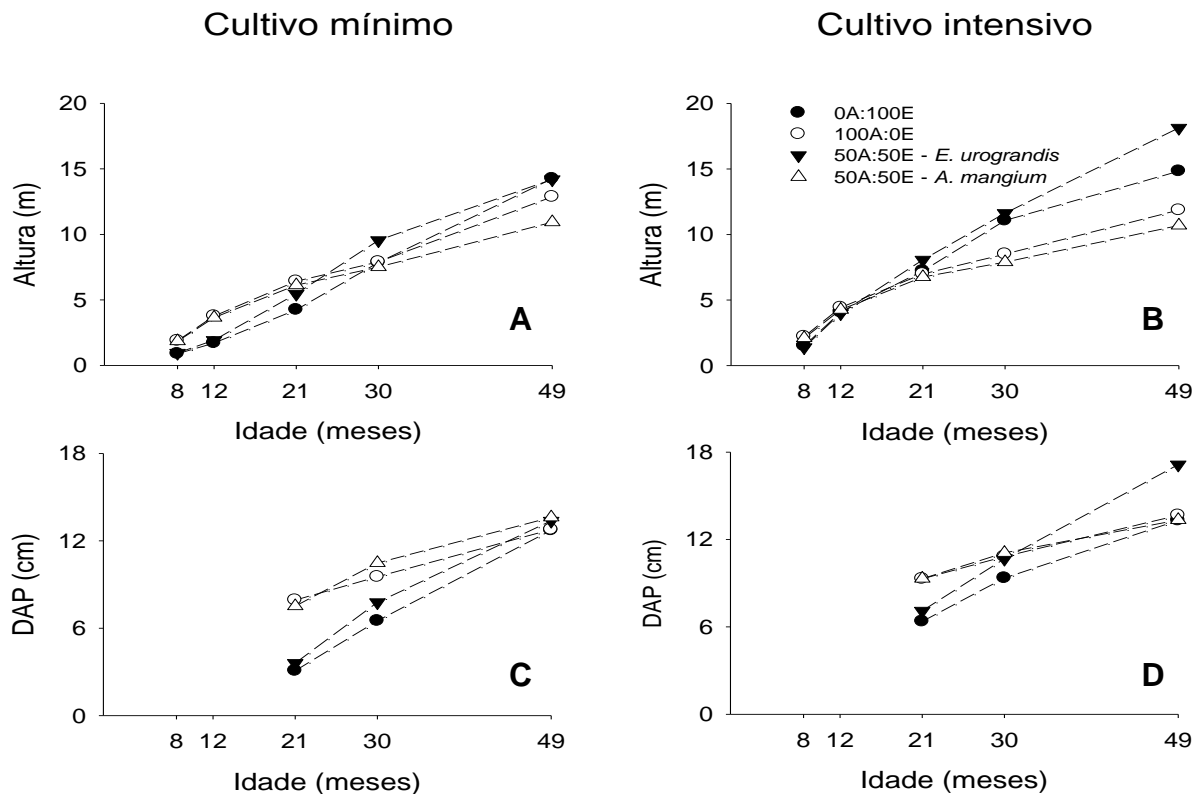 Cultivo mínimo
Cultivo intensivo
Altura (m)
20
15
10
5
0
A
8 12 21 30 49
Idade (meses)
Altura (m)
20
15
10
5
0
0A:100E
100A:0E
50A:50E - E. urograndis
50A:50E - A. mangium
B
8 12 21 30 49
Idade (meses)
DAP (cm)
18
12
6
0
C
8 12 21 30 49
Idade (meses)
DAP (cm)
18
12
6
0
D
8 12 21 30 49
Idade (meses)